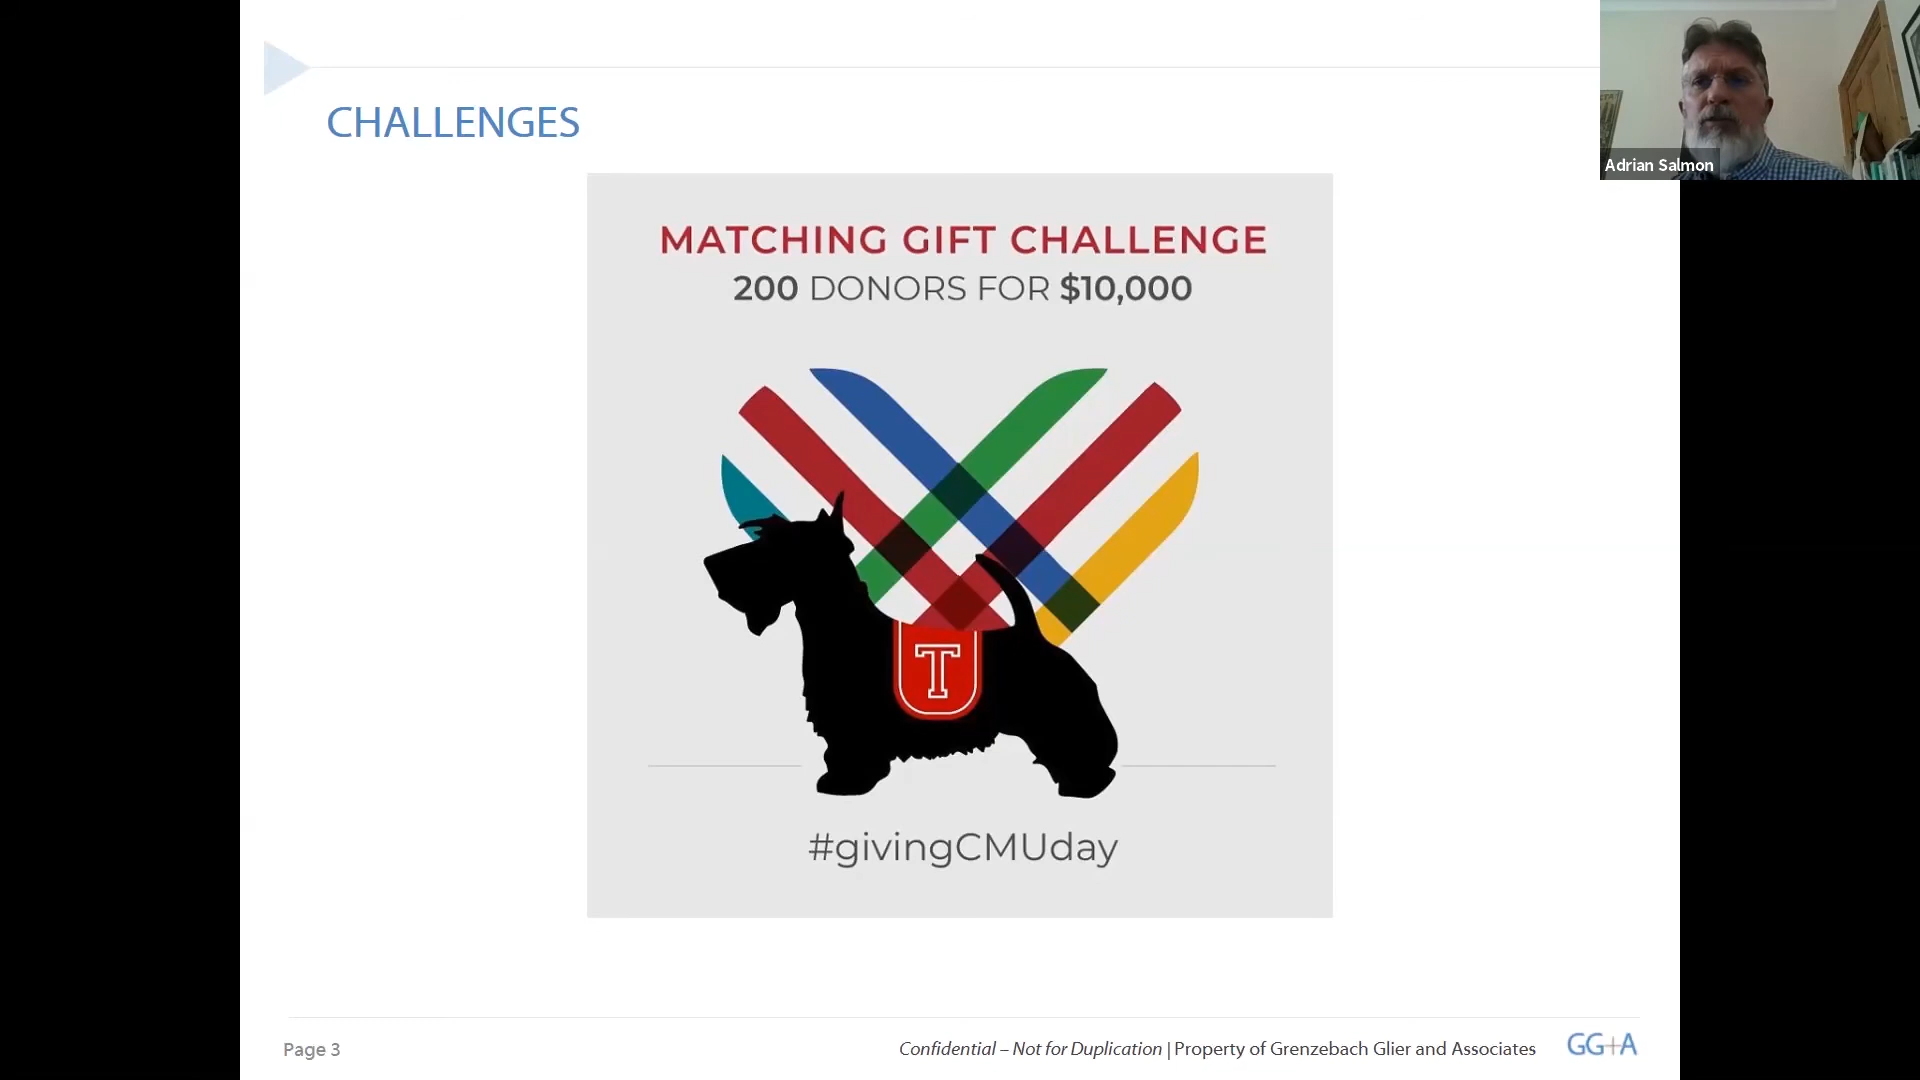 CHALLENGES
Adrian Salmon
MATCHING GIFT CHALLENGE
200 DONORS FOR $10,000
T
#givingCMUday
Page 3
Confidential – Not for Duplication | Property of Grenzebach Glier and Associates
GG+A